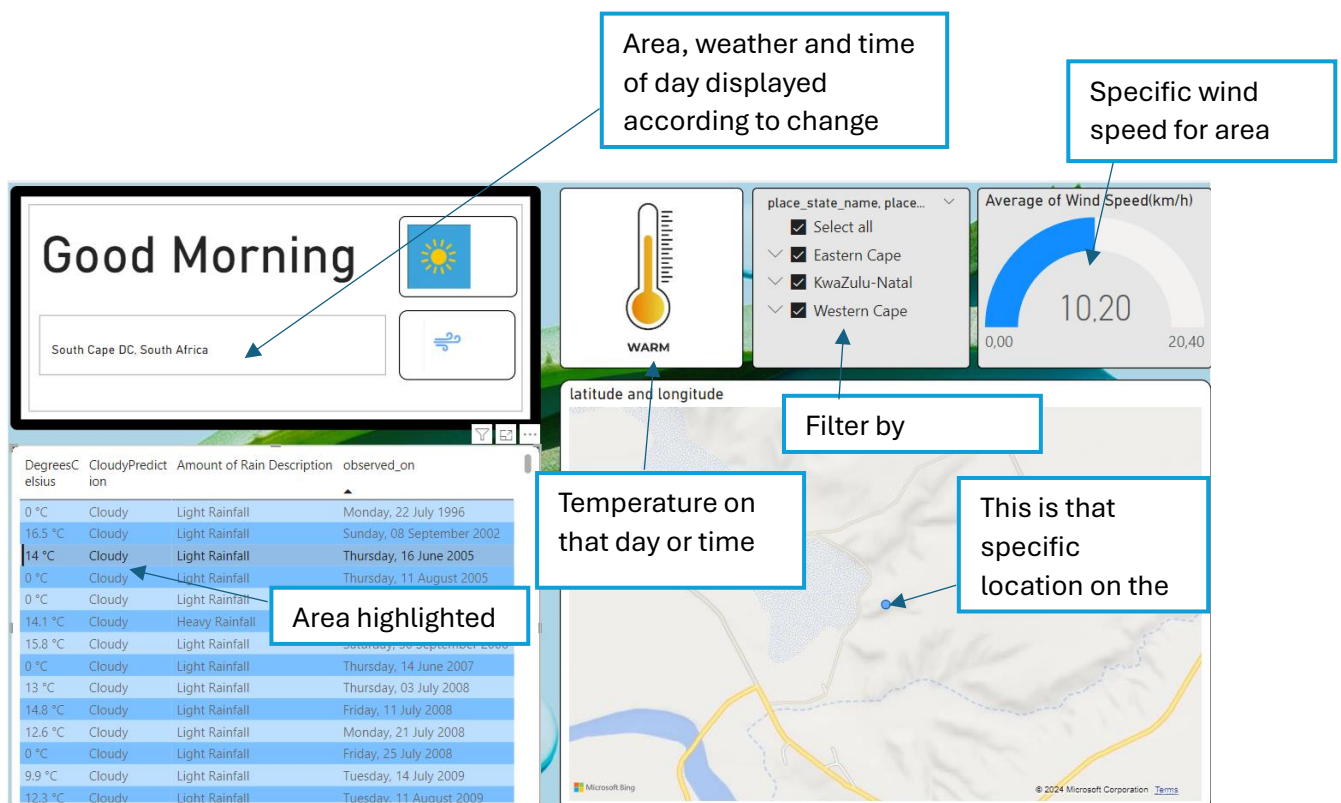 Area, weather and time
of day displayed
according to change
Specific wind
speed for area
Good Morning
South Cape DC, South Africa
WARM
place_state_name, place...
Select all
Eastern Cape
KwaZulu-Natal
Western Cape
Average of Wind Speed(km/h)
10,20
0,00
20,40
Filter by
latitude and longitude
Temperature on
that day or time
This is that
specific
location on the
Area highlighted
DegreesC
elsius
CloudyPredict
ion
Amount of Rain Description
observed_on
0 °C Cloudy Light Rainfall Monday, 22 July 1996
16.5 °C Cloudy Light Rainfall Sunday, 08 September 2002
14 °C Cloudy Light Rainfall Thursday, 16 June 2005
0 °C Cloudy Light Rainfall Thursday, 11 August 2005
0 °C Cloudy Light Rainfall
14.1 °C Cloudy Heavy Rainfall
15.8 °C Cloudy Light Rainfall
0 °C Cloudy Light Rainfall Thursday, 14 June 2007
13 °C Cloudy Light Rainfall Thursday, 03 July 2008
14.8 °C Cloudy Light Rainfall Friday, 11 July 2008
12.6 °C Cloudy Light Rainfall Monday, 21 July 2008
0 °C Cloudy Light Rainfall Friday, 25 July 2008
9.9 °C Cloudy Light Rainfall Tuesday, 14 July 2009
12.3 °C Cloudy Light Rainfall Tuesday, 11 August 2009
Microsoft Bing
© 2024 Microsoft Corporation Terms